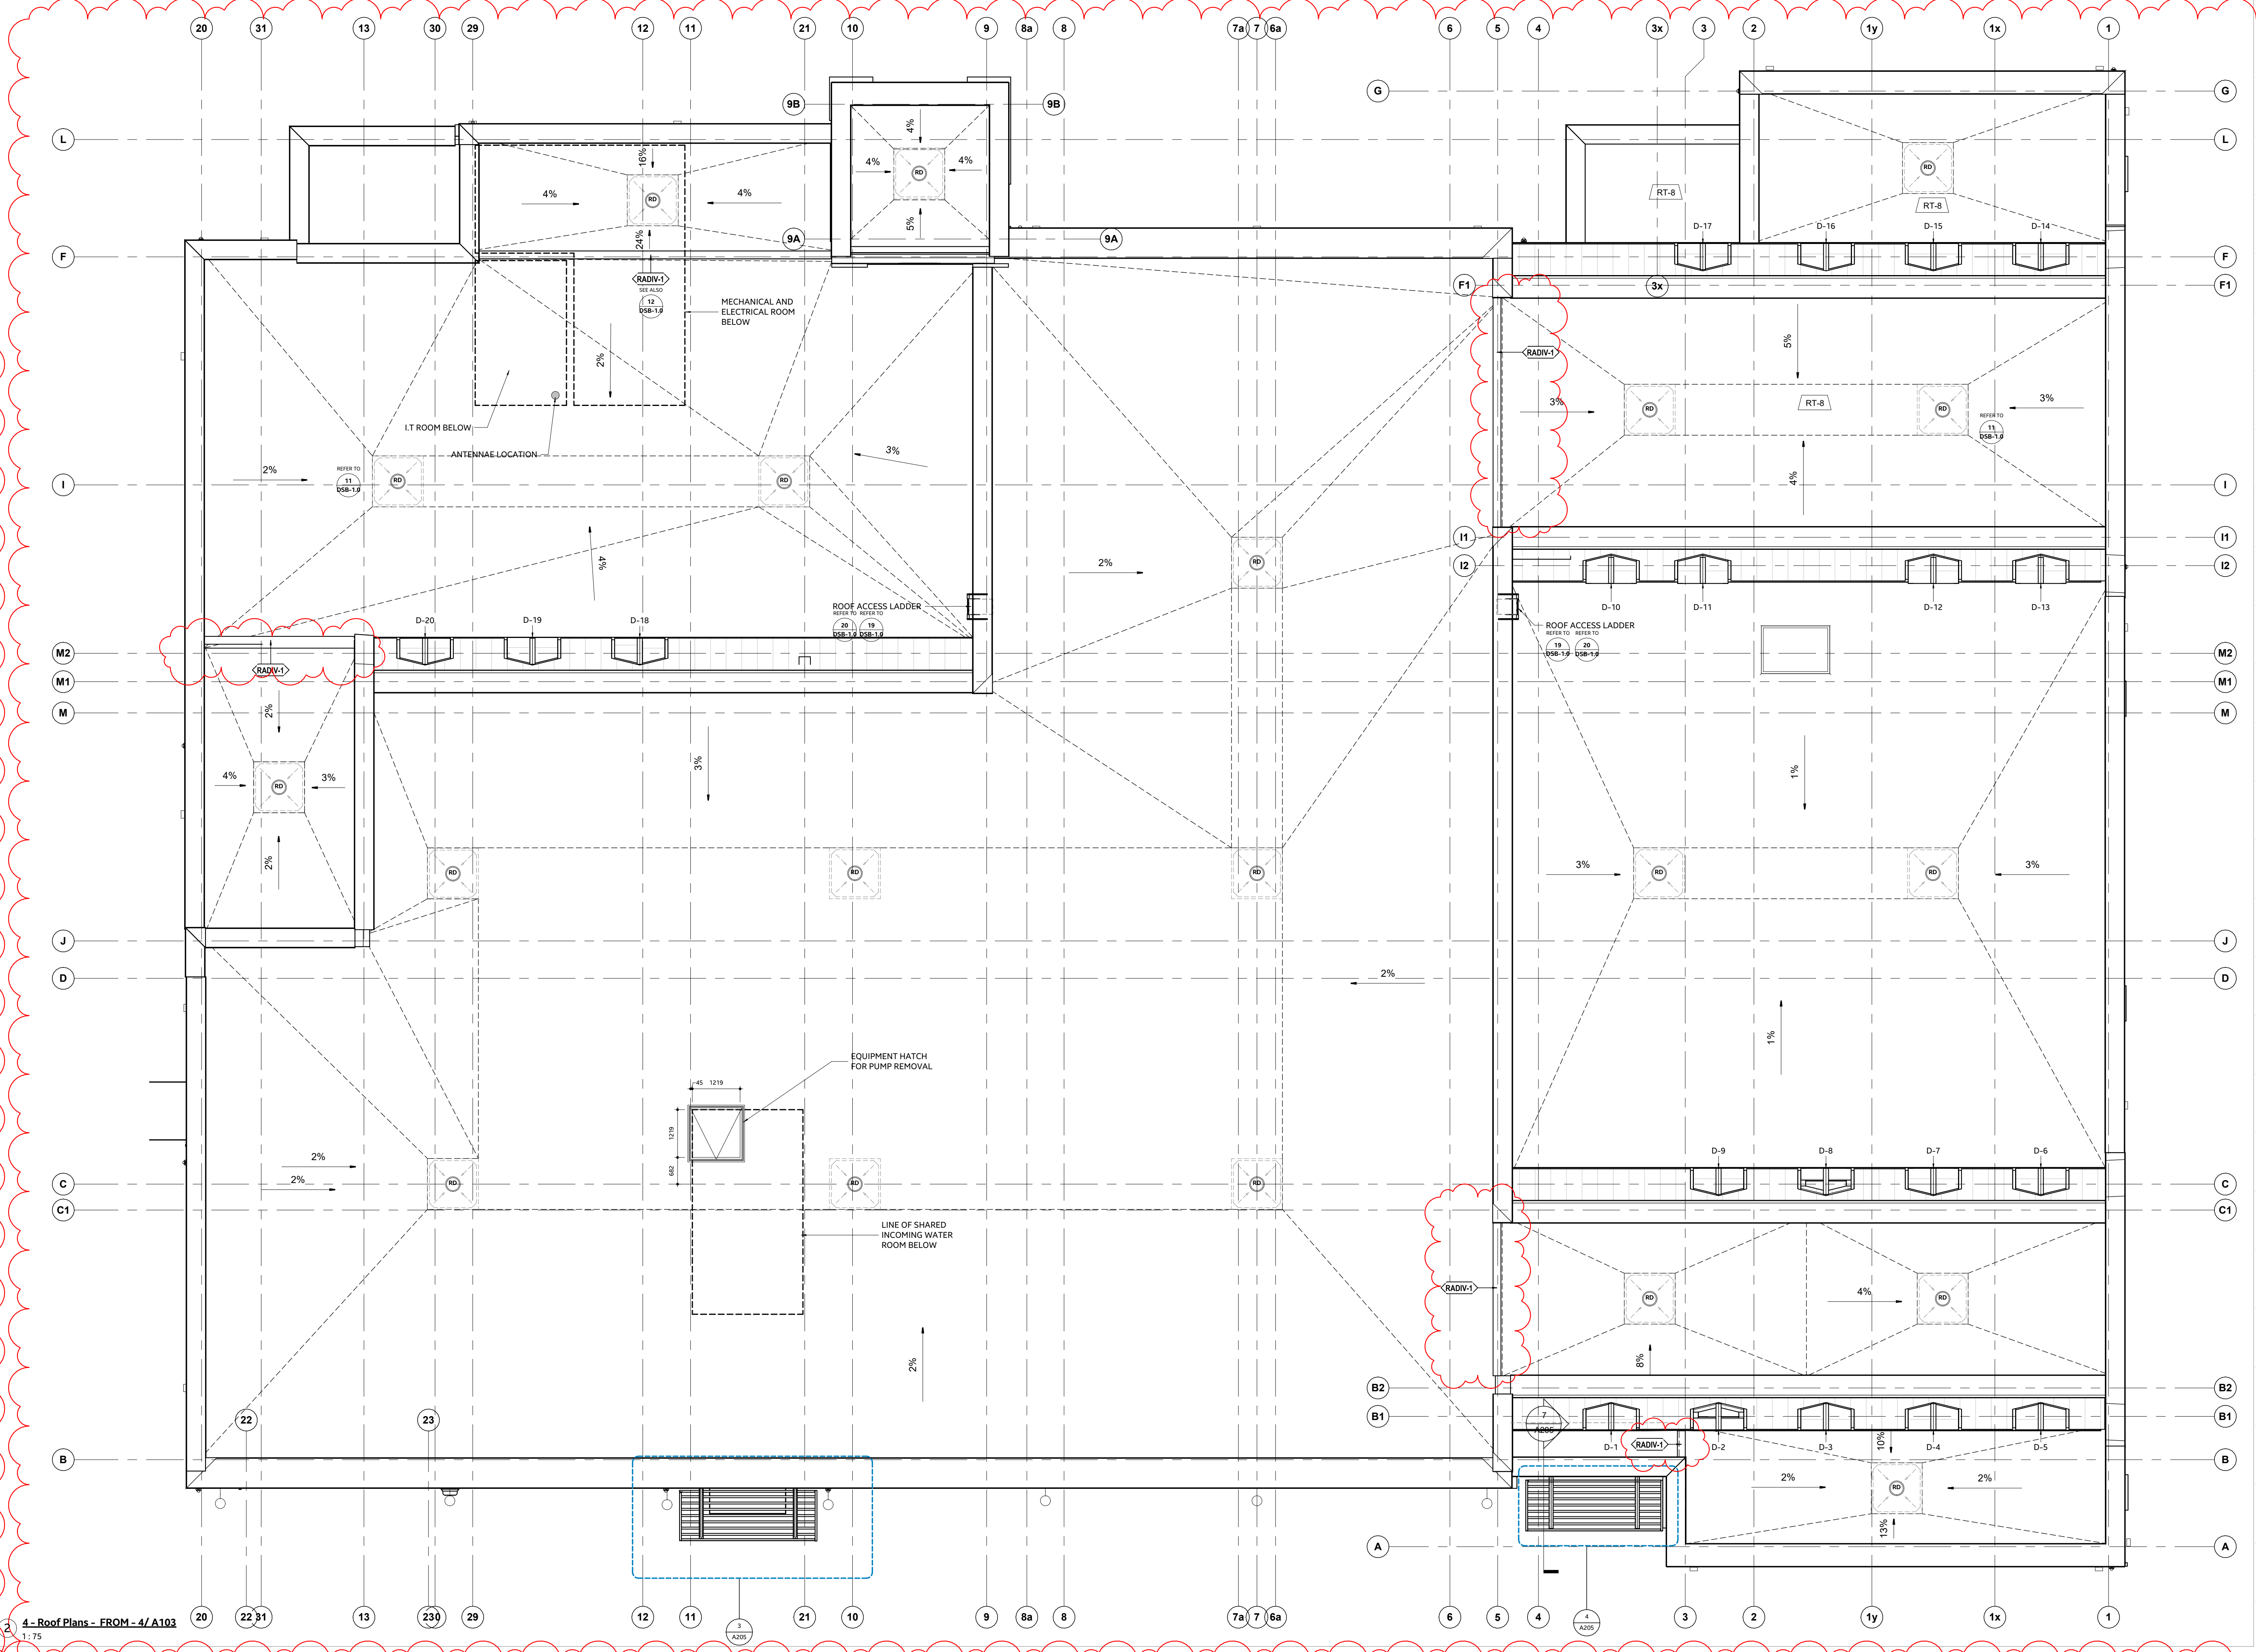 20 31 13 30 29 12 11 21 10 9 8a 8 7a 7 6a 6 5 4 3x 3 2 1y 1x 1
G G
9B 9B
L L
4%
16%
4% 4%
4% 4%
RD
RD
RD
RT-8
RT-8
5%
24%
9A 9A
D-17 D-16 D-15 D-14
F F
RADIV-1
SEE ALSO
12
DSB-1.0
F1 3x F1
MECHANICAL AND
ELECTRICAL ROOM
BELOW
2%
5%
RADIV-1
3% RD RT-8 RD 3%
REFER TO
11
DSB-1.0
I.T ROOM BELOW
ANTENNAE LOCATION
3%
2%
REFER TO
11
DSB-1.0
RD RD
4%
I I
I1 I1
4%
2%
RD
I2 I2
ROOF ACCESS LADDER
REFER TO REFER TO
20 19
DSB-1.0 DSB-1.0
D-10 D-11 D-12 D-13
D-20 D-19 D-18
ROOF ACCESS LADDER
REFER TO REFER TO
19 20
DSB-1.0 DSB-1.0
M2 M2
RADIV-1
M1 M1
M M
2%
3%
1%
4% RD 3%
2%
RD RD RD
3% RD RD 3%
J J
D D
2%
1%
EQUIPMENT HATCH
FOR PUMP REMOVAL
45 1219
1219
682
2%
2%
D-9 D-8 D-7 D-6
C RD RD RD C
C1 C1
LINE OF SHARED
INCOMING WATER
ROOM BELOW
RADIV-1
RD 4% RD
8%
2%
B2 B2
B1 B1
7
A205
22 23
D-1 RADIV-1 D-2 D-3 D-4 D-5
10%
B B
2% RD 2%
13%
A A
20 22 31 13 23 30 29 12 11 21 10 9 8a 8 7a 7 6a 6 5 4 3 2 1y 1x 1
3
A205
4
A205
2
4 - Roof Plans - FROM - 4/ A103
1 : 75